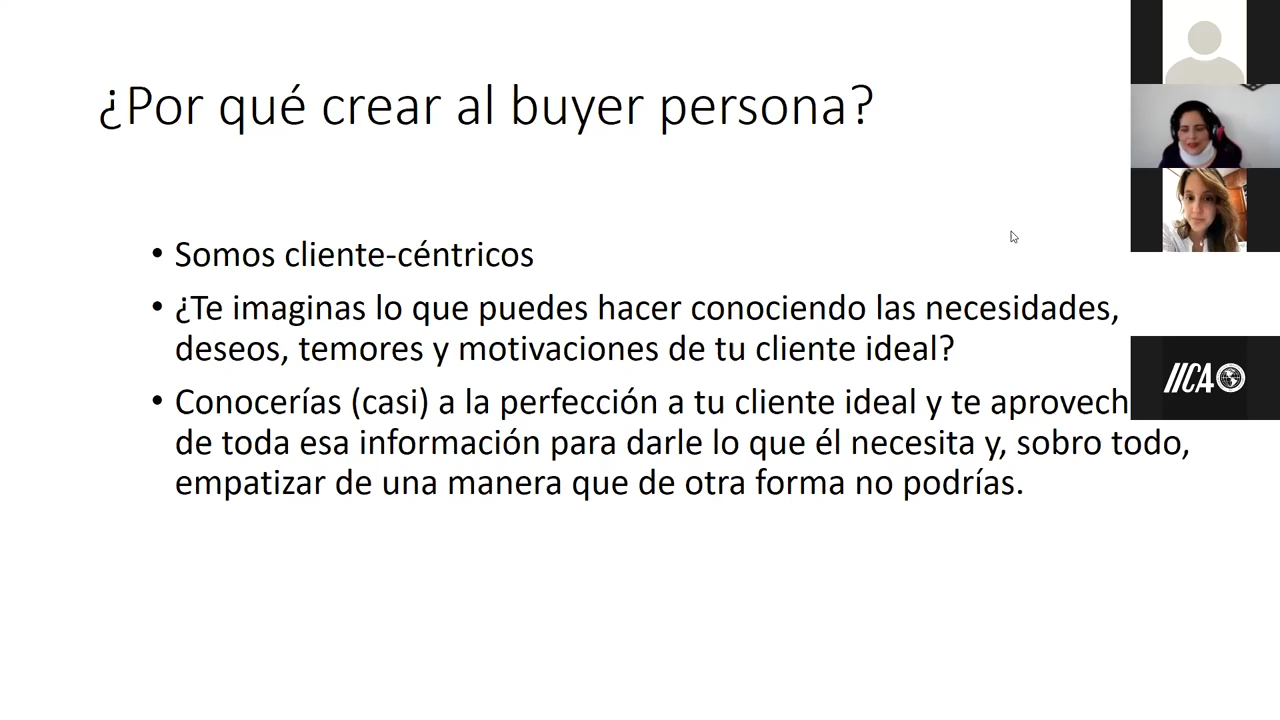 ¿Por qué crear al buyer persona?
• Somos cliente-céntricos
• ¿Te imaginas lo que puedes hacer conociendo las necesidades,
deseos, temores y motivaciones de tu cliente ideal?
• Conocerías (casi) a la perfección a tu cliente ideal y te aprovech
de toda esa información para darle lo que él necesita y, sobro todo,
empatizar de una manera que de otra forma no podrías.
IICA